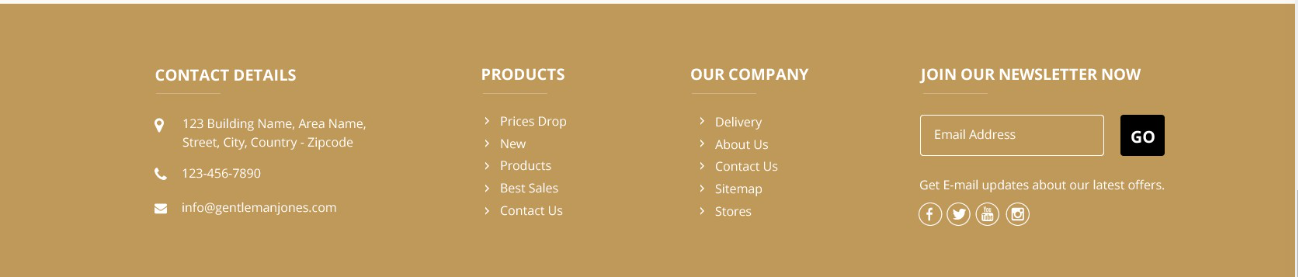 CONTACT DETAILS
123 Building Name, Area Name,
Street, City, Country - Zipcode
123-456-7890
info@gentlemanjones.com
PRODUCTS
Prices Drop
New
Products
Best Sales
Contact Us
OUR COMPANY
Delivery
About Us
Contact Us
Sitemap
Stores
JOIN OUR NEWSLETTER NOW
Email Address
GO
Get E-mail updates about our latest offers.
You
Tube